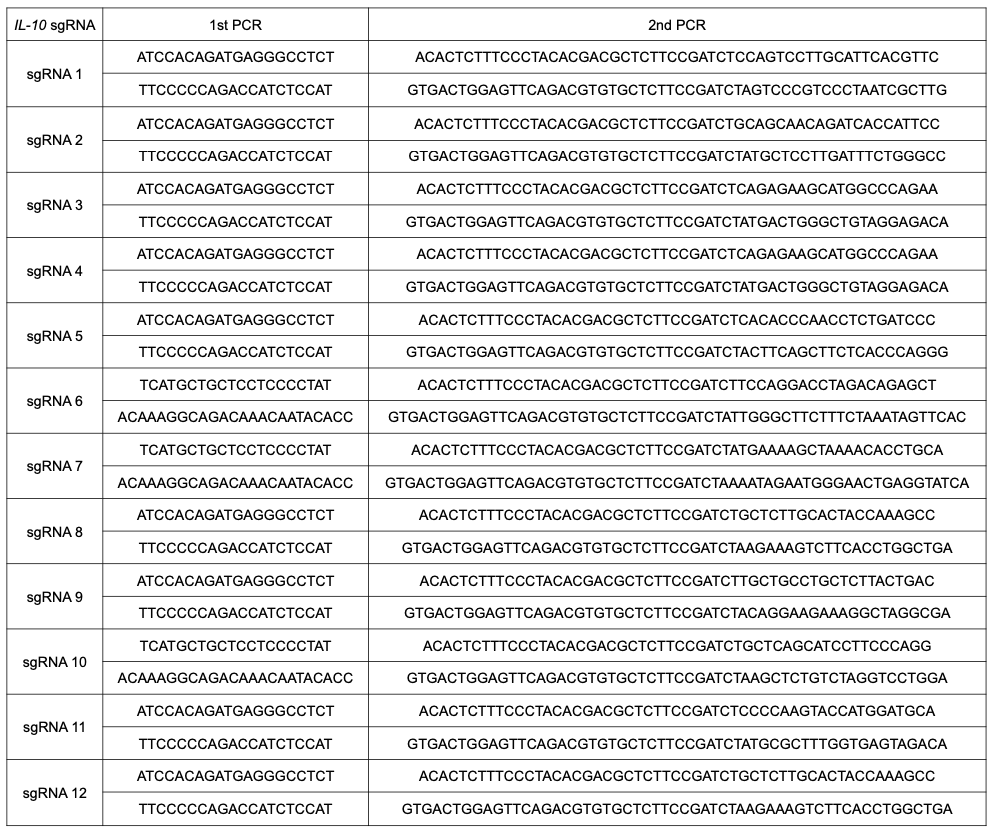 IL-10 sgRNA 1st PCR 2nd PCR
sgRNA 1 ATCCACAGATGAGGGCCTCT ACACTCTTTCCCTACACGACGCTCTTCCGATCTCCAGTCCTTGCATTCACGTTC
TTCCCCCAGACCATCTCCAT GTGACTGGAGTTCAGACGTGTGCTCTTCCGATCTAGTCCCGTCCCTAATCGCTTG
sgRNA 2 ATCCACAGATGAGGGCCTCT ACACTCTTTCCCTACACGACGCTCTTCCGATCTGCAGCAACAGATCACCATTCC
TTCCCCCAGACCATCTCCAT GTGACTGGAGTTCAGACGTGTGCTCTTCCGATCTATGCTCCTTGATTTCTGGGCC
sgRNA 3 ATCCACAGATGAGGGCCTCT ACACTCTTTCCCTACACGACGCTCTTCCGATCTCAGAGAAGCATGGCCCAGAA
TTCCCCCAGACCATCTCCAT GTGACTGGAGTTCAGACGTGTGCTCTTCCGATCTATGACTGGGCTGTAGGAGACA
sgRNA 4 ATCCACAGATGAGGGCCTCT ACACTCTTTCCCTACACGACGCTCTTCCGATCTCAGAGAAGCATGGCCCAGAA
TTCCCCCAGACCATCTCCAT GTGACTGGAGTTCAGACGTGTGCTCTTCCGATCTATGACTGGGCTGTAGGAGACA
sgRNA 5 ATCCACAGATGAGGGCCTCT ACACTCTTTCCCTACACGACGCTCTTCCGATCTCACACCCAACCTCTGATCCC
TTCCCCCAGACCATCTCCAT GTGACTGGAGTTCAGACGTGTGCTCTTCCGATCTACTTCAGCTTCTCACCCAGGG
sgRNA 6 TCATGCTGCTCCTCCCCTAT ACACTCTTTCCCTACACGACGCTCTTCCGATCTTCCAGGACCTAGACAGAGCT
ACAAAGGCAGACAAACAATACACC GTGACTGGAGTTCAGACGTGTGCTCTTCCGATCTATTGGGCTTCTTTCTAAATAGTTCAC
sgRNA 7 TCATGCTGCTCCTCCCCTAT ACACTCTTTCCCTACACGACGCTCTTCCGATCTATGAAAAGCTAAAACACCTGCA
ACAAAGGCAGACAAACAATACACC GTGACTGGAGTTCAGACGTGTGCTCTTCCGATCTAAAATAGAATGGGAACTGAGGTATCA
sgRNA 8 ATCCACAGATGAGGGCCTCT ACACTCTTTCCCTACACGACGCTCTTCCGATCTGCTCTTGCACTACCAAAGCC
TTCCCCCAGACCATCTCCAT GTGACTGGAGTTCAGACGTGTGCTCTTCCGATCTAAGAAAGTCTTCACCTGGCTGA
sgRNA 9 ATCCACAGATGAGGGCCTCT ACACTCTTTCCCTACACGACGCTCTTCCGATCTTGCTGCCTGCTCTTACTGAC
TTCCCCCAGACCATCTCCAT GTGACTGGAGTTCAGACGTGTGCTCTTCCGATCTACAGGAAGAAAGGCTAGGCGA
sgRNA 10 TCATGCTGCTCCTCCCCTAT ACACTCTTTCCCTACACGACGCTCTTCCGATCTGCTCAGCATCCTTCCCAGG
ACAAAGGCAGACAAACAATACACC GTGACTGGAGTTCAGACGTGTGCTCTTCCGATCTAAGCTCTGTCTAGGTCCTGGA
sgRNA 11 ATCCACAGATGAGGGCCTCT ACACTCTTTCCCTACACGACGCTCTTCCGATCTCCCCAAGTACCATGGATGCA
TTCCCCCAGACCATCTCCAT GTGACTGGAGTTCAGACGTGTGCTCTTCCGATCTATGCGCTTTGGTGAGTAGACA
sgRNA 12 ATCCACAGATGAGGGCCTCT ACACTCTTTCCCTACACGACGCTCTTCCGATCTGCTCTTGCACTACCAAAGCC
TTCCCCCAGACCATCTCCAT GTGACTGGAGTTCAGACGTGTGCTCTTCCGATCTAAGAAAGTCTTCACCTGGCTGA